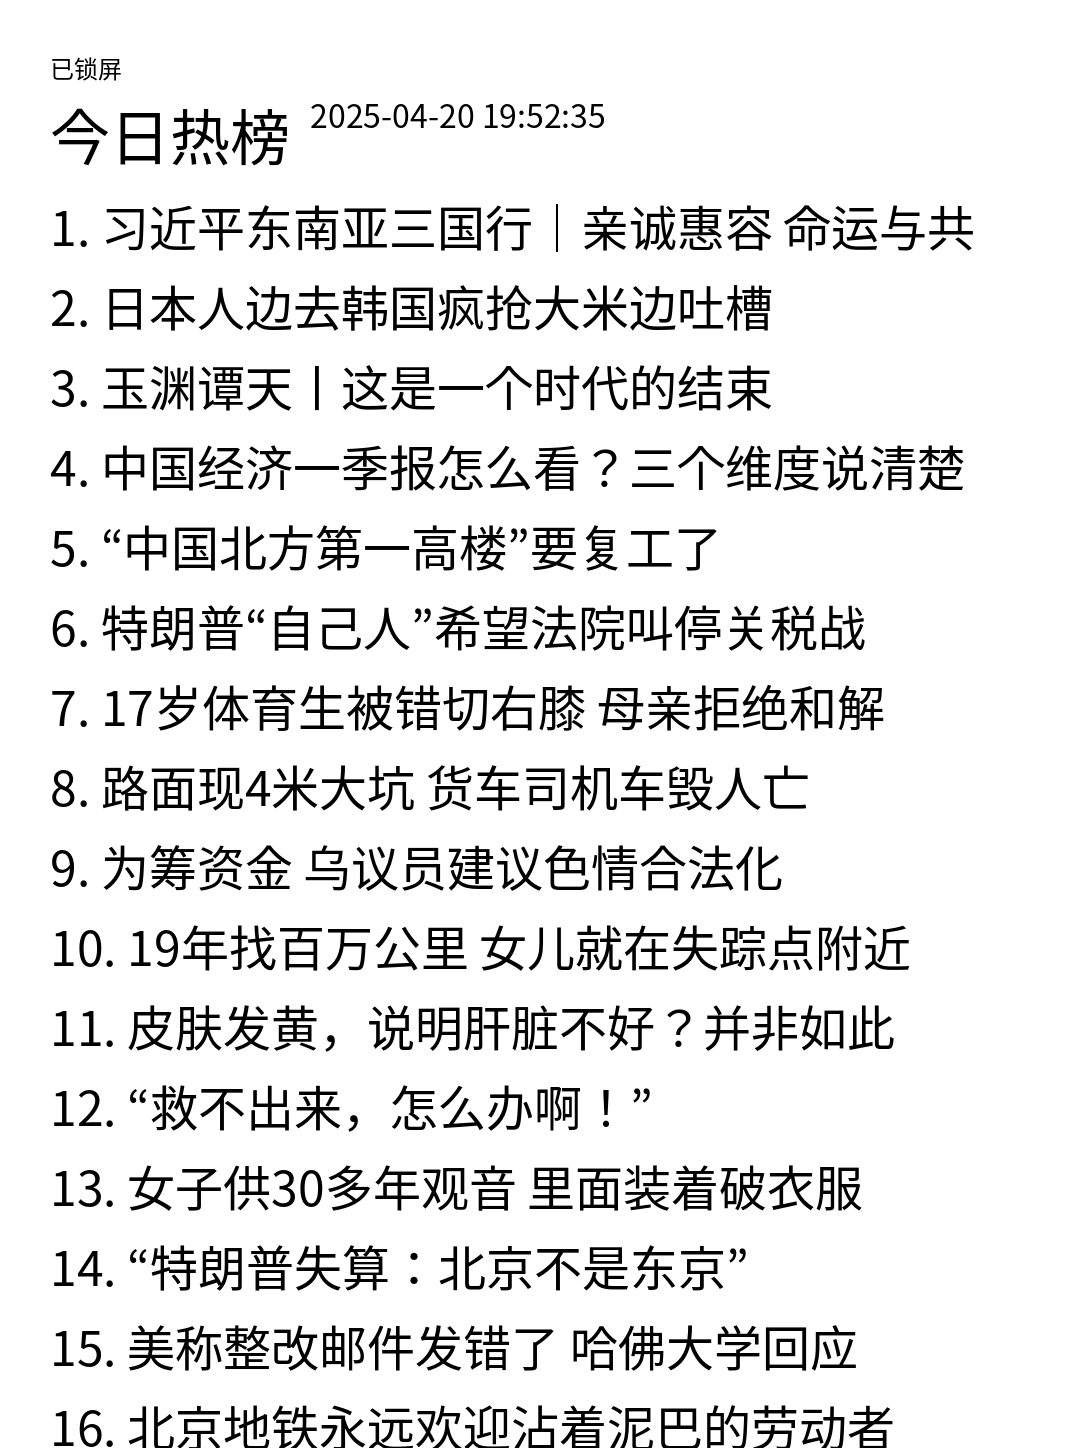 已锁屏
今日热榜 2025-04-20 19:52:35
1. 习近平东南亚三国行｜亲诚惠容 命运与共
2. 日本人边去韩国疯抢大米边吐槽
3. 玉渊谭天丨这是一个时代的结束
4. 中国经济一季报怎么看？三个维度说清楚
5. “中国北方第一高楼”要复工了
6. 特朗普“自己人”希望法院叫停关税战
7. 17岁体育生被错切右膝 母亲拒绝和解
8. 路面现4米大坑 货车司机车毁人亡
9. 为筹资金 乌议员建议色情合法化
10. 19年找百万公里 女儿就在失踪点附近
11. 皮肤发黄，说明肝脏不好？并非如此
12. “救不出来，怎么办啊！”
13. 女子供30多年观音 里面装着破衣服
14. “特朗普失算：北京不是东京”
15. 美称整改邮件发错了 哈佛大学回应
16. 北京地铁永远欢迎沾着泥巴的劳动者